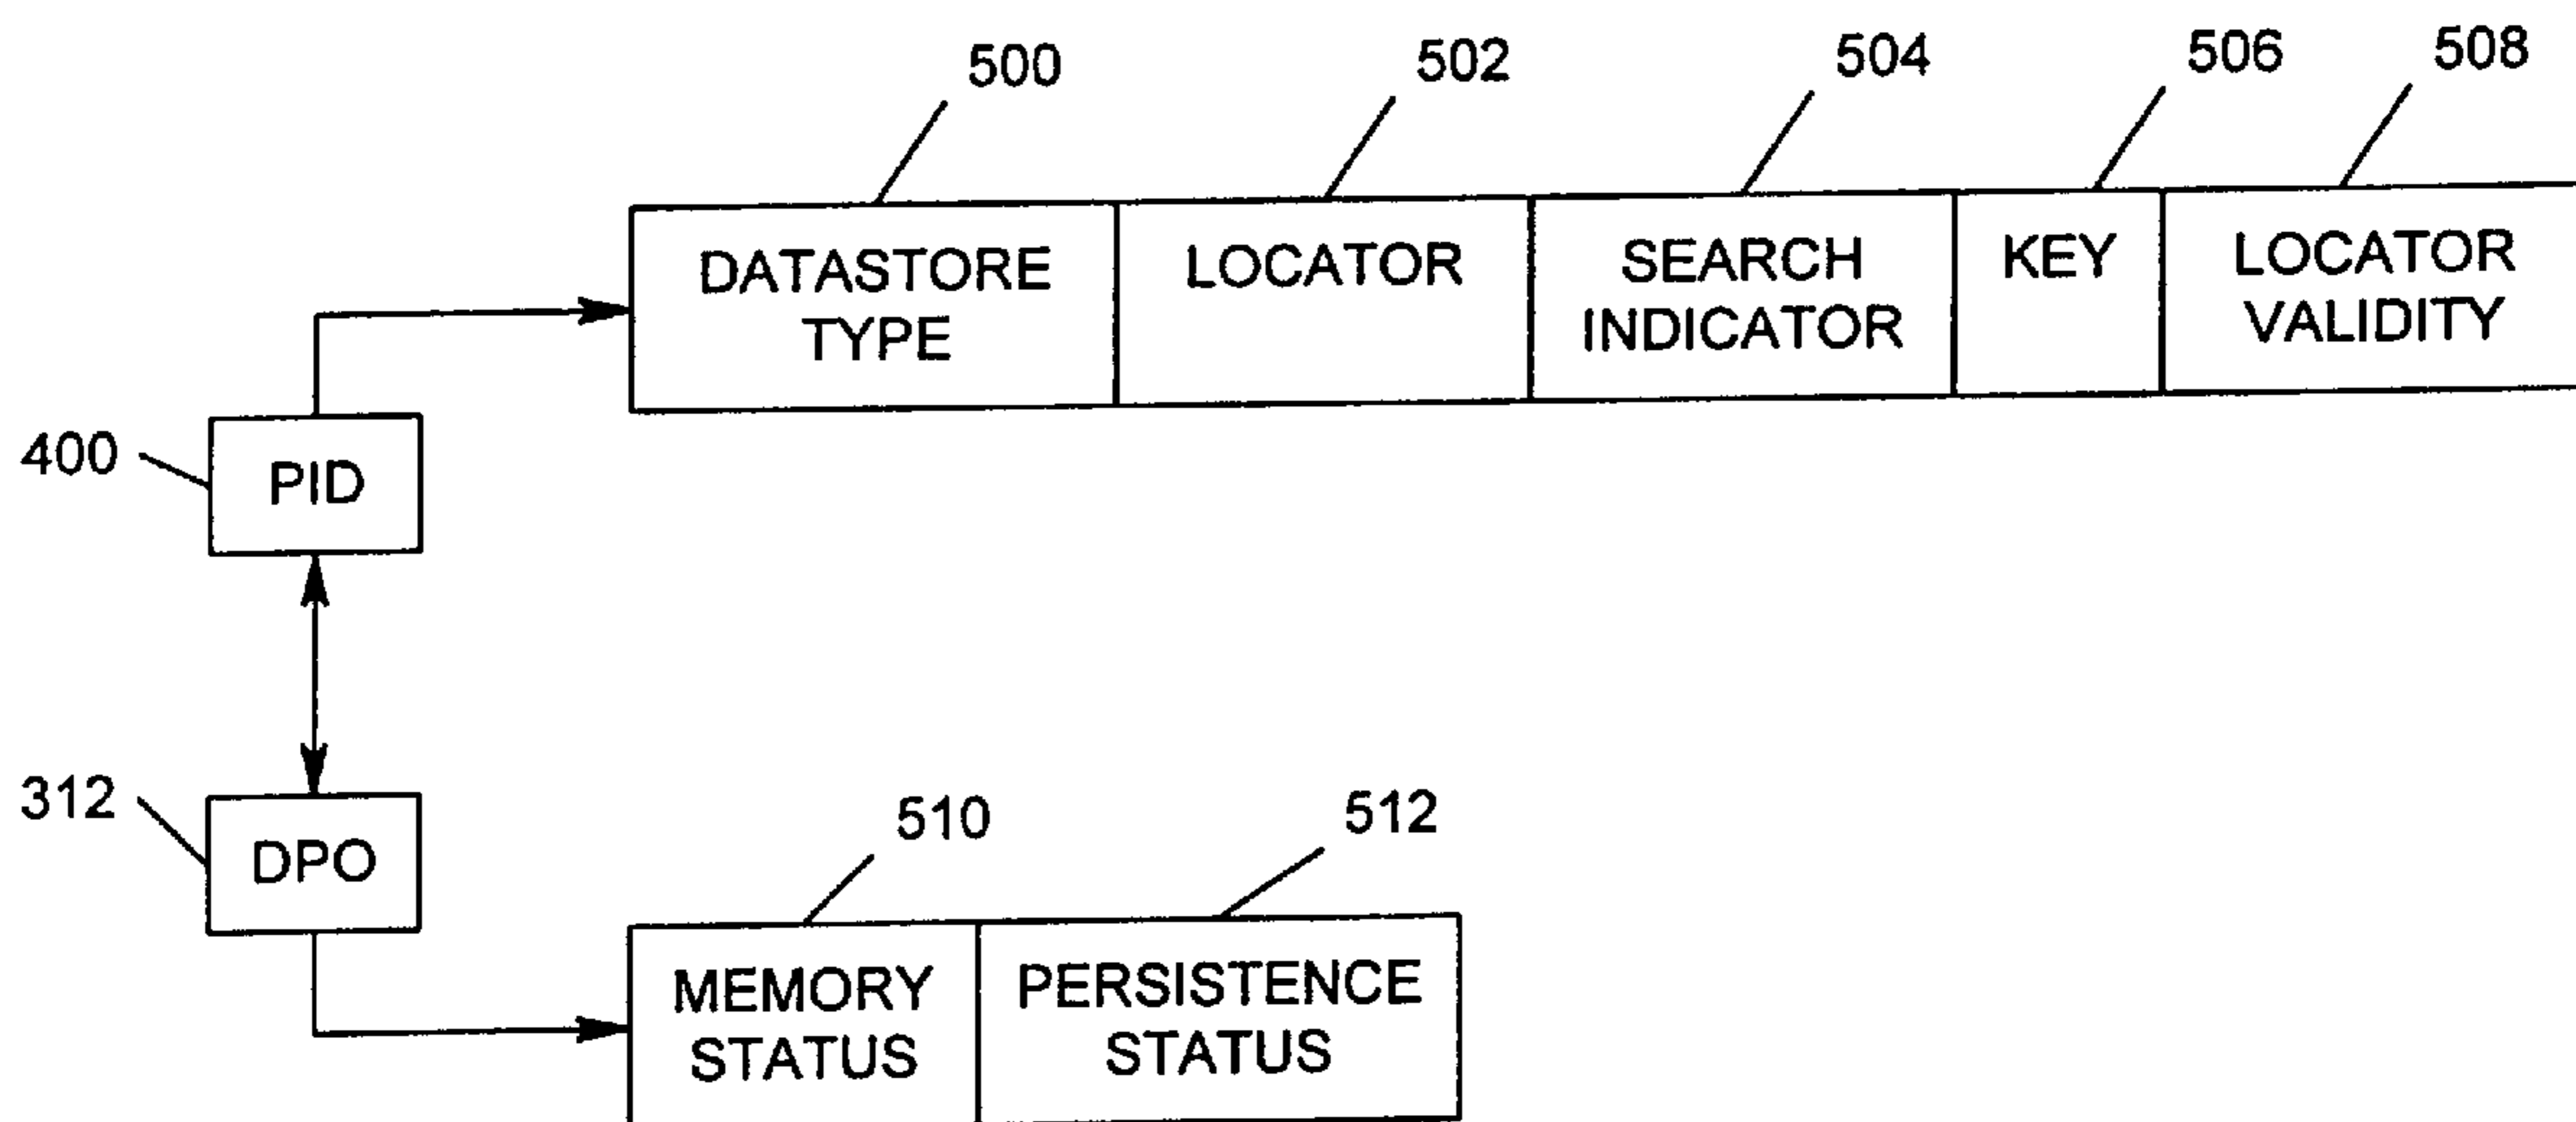 500
502
504
506
508
DATASTORE
TYPE
LOCATOR
SEARCH
INDICATOR
KEY
LOCATOR
VALIDITY
400
PID
312
DPO
510
512
MEMORY
STATUS
PERSISTENCE
STATUS